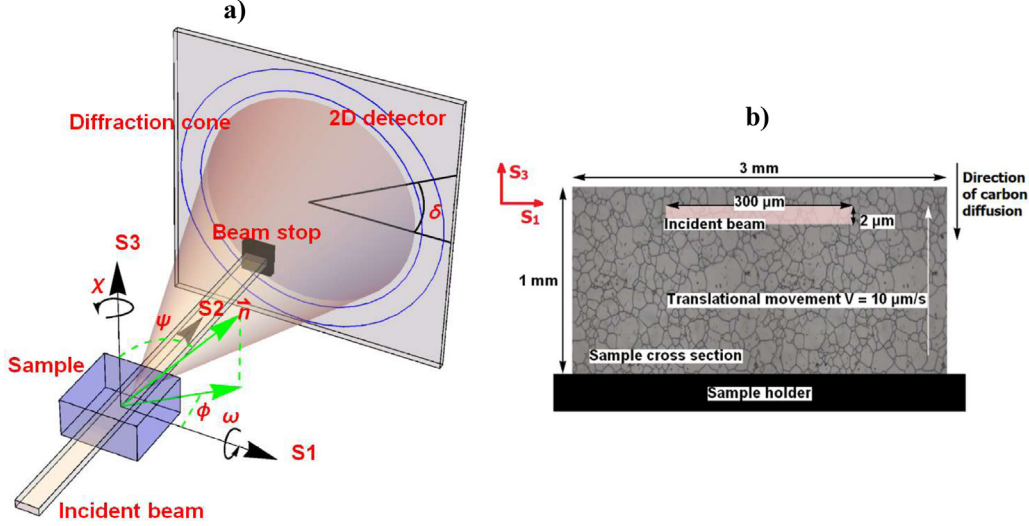 a)
Diffraction cone
2D detector
δ
Beam stop
S3
χ
S2
n
ψ
Sample
ϕ
ω
S1
Incident beam
b)
S3
S1
3 mm
Direction
of carbon
diffusion
300 µm
Incident beam
2 µm
1 mm
Translational movement V = 10 µm/s
Sample cross section
Sample holder